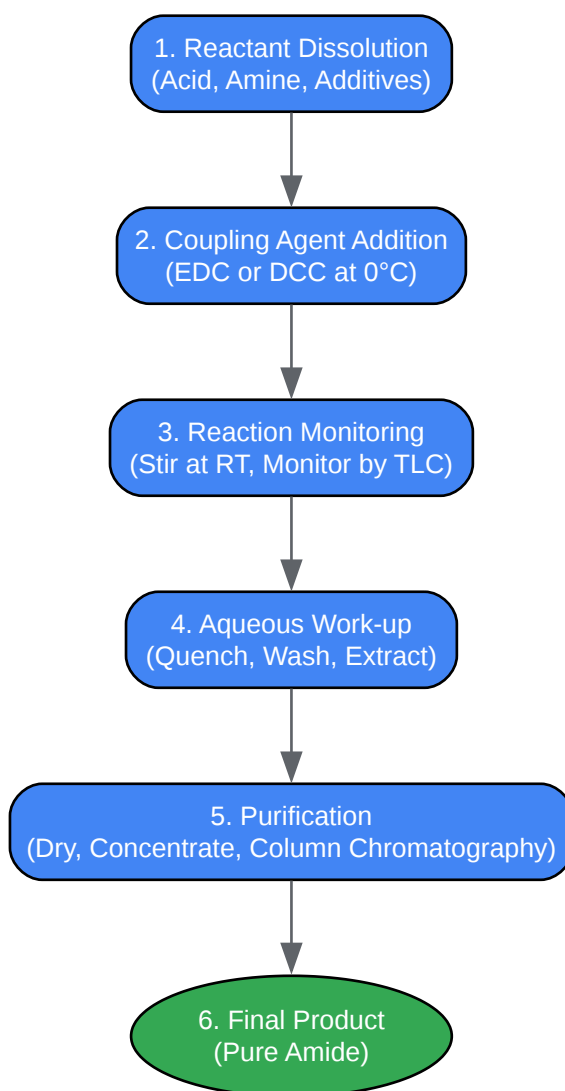 1. Reactant Dissolution
(Acid, Amine, Additives)
2. Coupling Agent Addition
(EDC or DCC at 0°C)
3. Reaction Monitoring
(Stir at RT, Monitor by TLC)
4. Aqueous Work-up
(Quench, Wash, Extract)
5. Purification
(Dry, Concentrate, Column Chromatography)
6. Final Product
(Pure Amide)